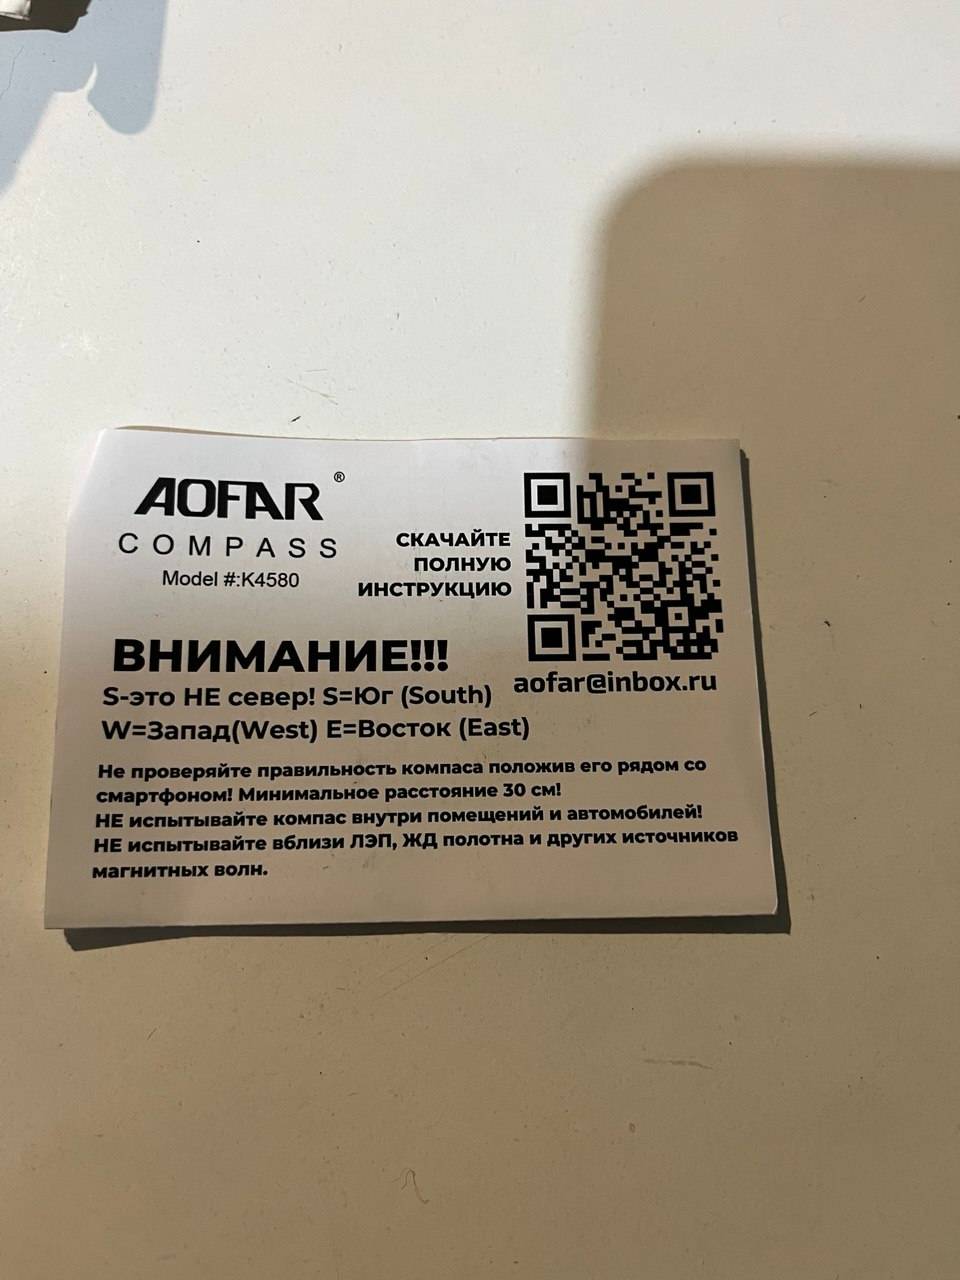 AOFAR ®
COMPASS
Model #:K4580
СКАЧАЙТЕ
ПОЛНУЮ
ИНСТРУКЦИЮ
aofar@inbox.ru
ВНИМАНИЕ!!!
S-это НЕ север! S=Юг (South)
W=Запад(West) E=Восток (East)
Не проверяйте правильность компаса положив его рядом со
смартфоном! Минимальное расстояние 30 см!
НЕ испытывайте компас внутри помещений и автомобилей!
НЕ испытывайте вблизи ЛЭП, ЖД полотна и других источников
магнитных волн.